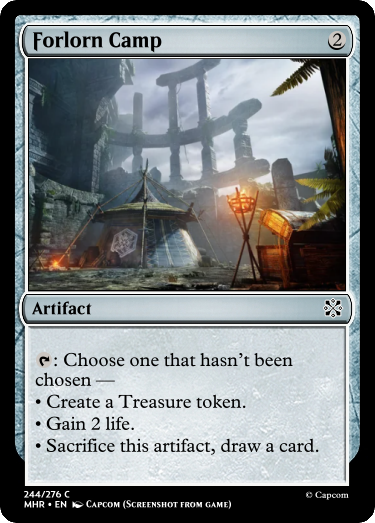 Forlorn Camp 2
Artifact
: Choose one that hasn't been
chosen —
• Create a Treasure token.
• Gain 2 life.
• Sacrifice this artifact, draw a card.
244/276 C
MHR • EN Capcom (Screenshot from game)
© Capcom